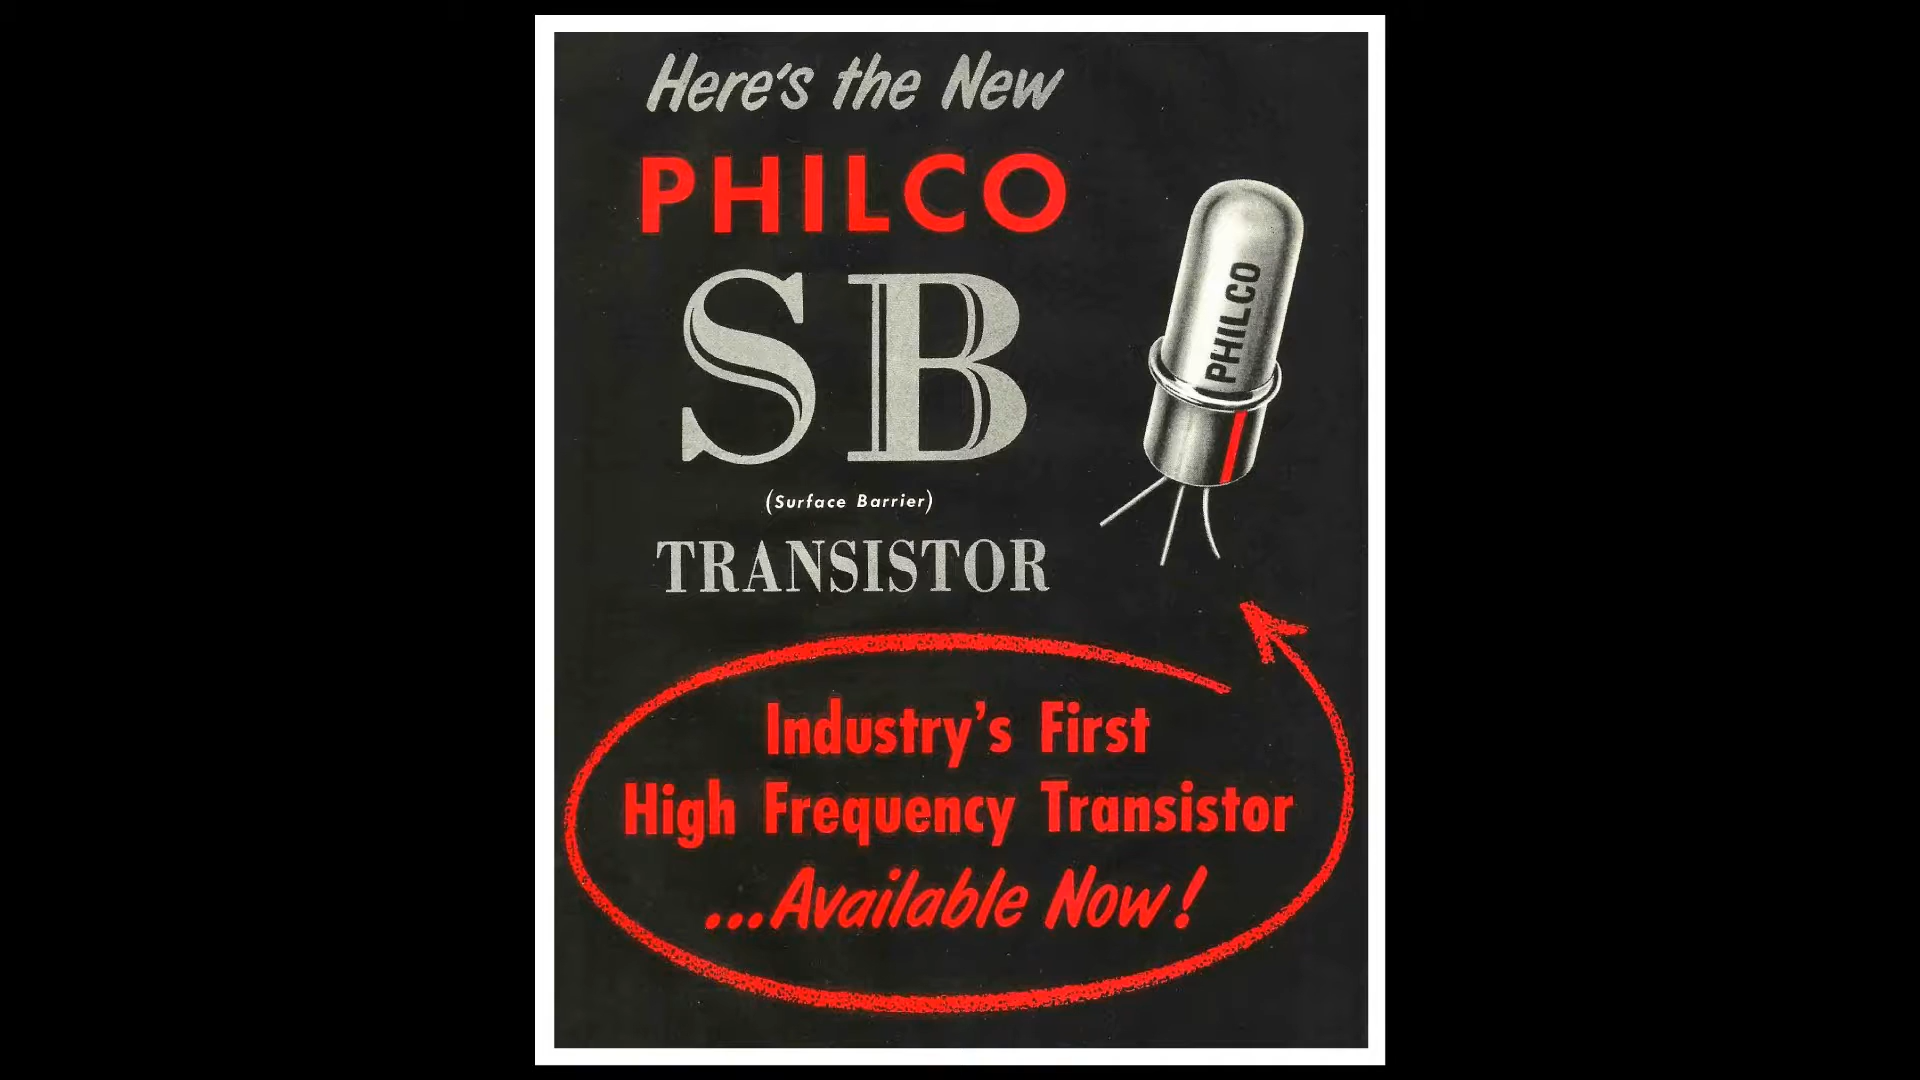 Here's the New
PHILCO
SB
(Surface Barrier)
TRANSISTOR
PHILCO
Industry's First
High Frequency Transistor
...Available Now!